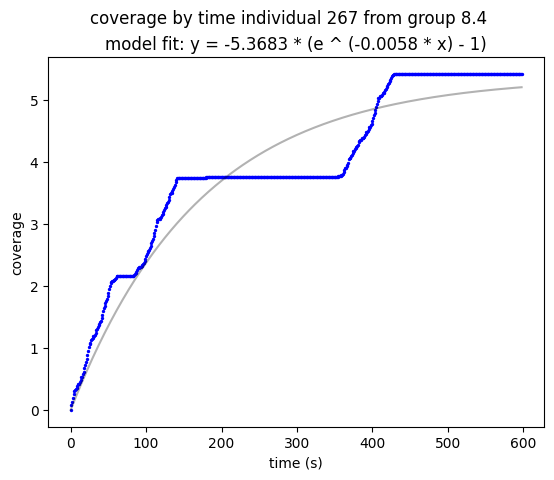 coverage by time individual 267 from group 8.4
model fit: y = -5.3683 * (e ^ (-0.0058 * x) - 1)
5
4
3
2
1
0
coverage
0 100 200 300 400 500 600
time (s)